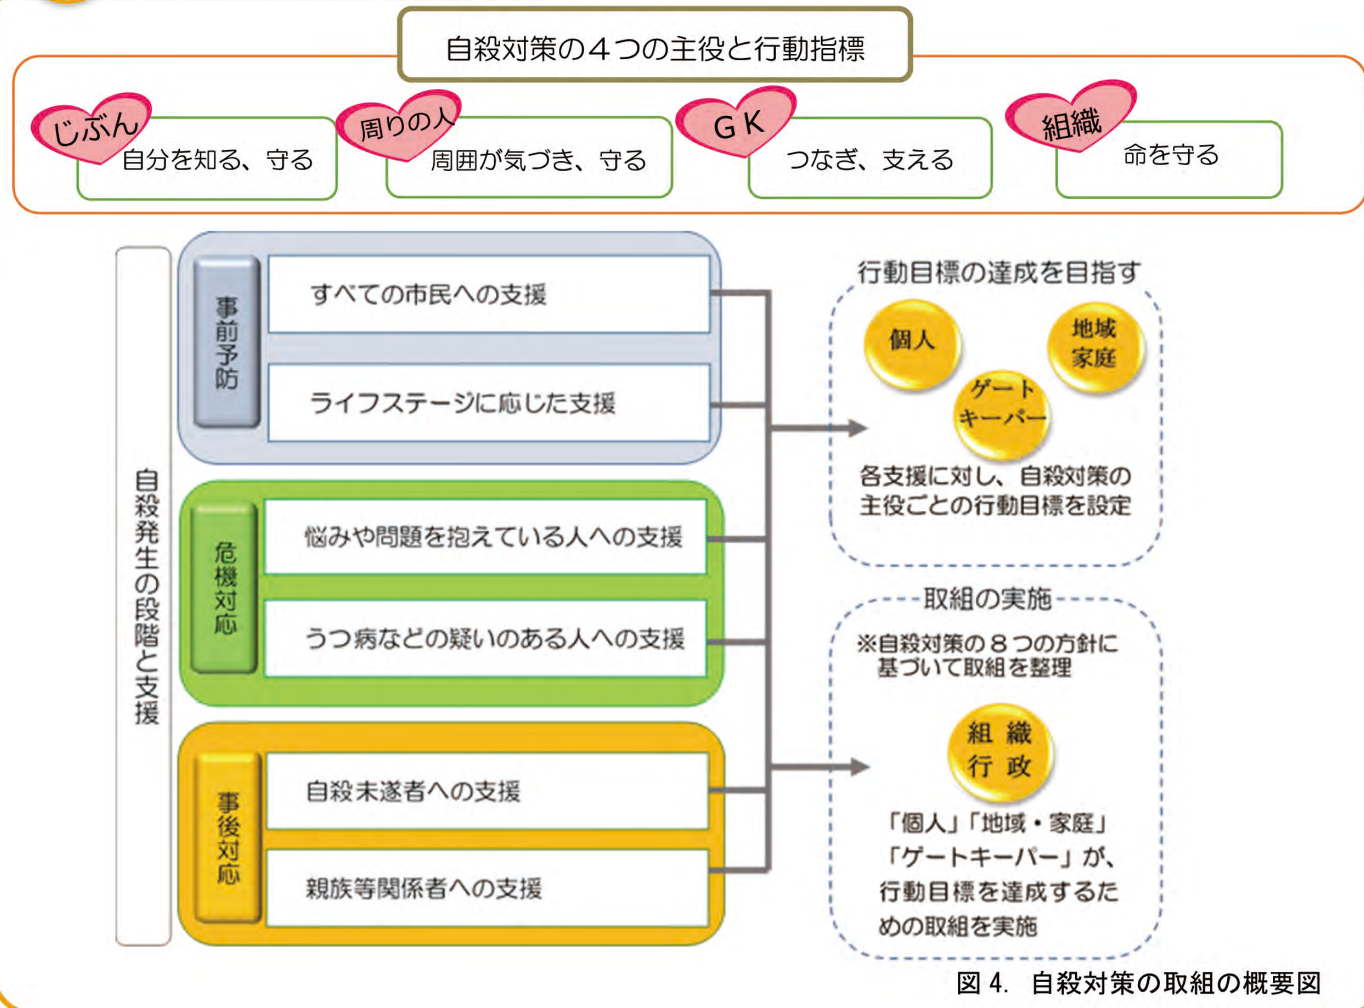 自殺対策の4つの主役と行動指標
じぶん
自分を知る、守る
周りの人
周囲が気づき、守る
GK
つなぎ、支える
組織
命を守る
自殺発生の段階と支援
事前予防
すべての市民への支援
ライフステージに応じた支援
危機対応
悩みや問題を抱えている人への支援
うつ病などの疑いのある人への支援
事後対応
自殺未遂者への支援
親族等関係者への支援
行動目標の達成を目指す
個人
地域
家庭
ゲート
キーパー
各支援に対し、自殺対策の
主役ごとの行動目標を設定
取組の実施
※自殺対策の8つの方針に
基づいて取組を整理
組織
行政
「個人」「地域・家庭」
「ゲートキーパー」が、
行動目標を達成するた
めの取組を実施
図4. 自殺対策の取組の概要図